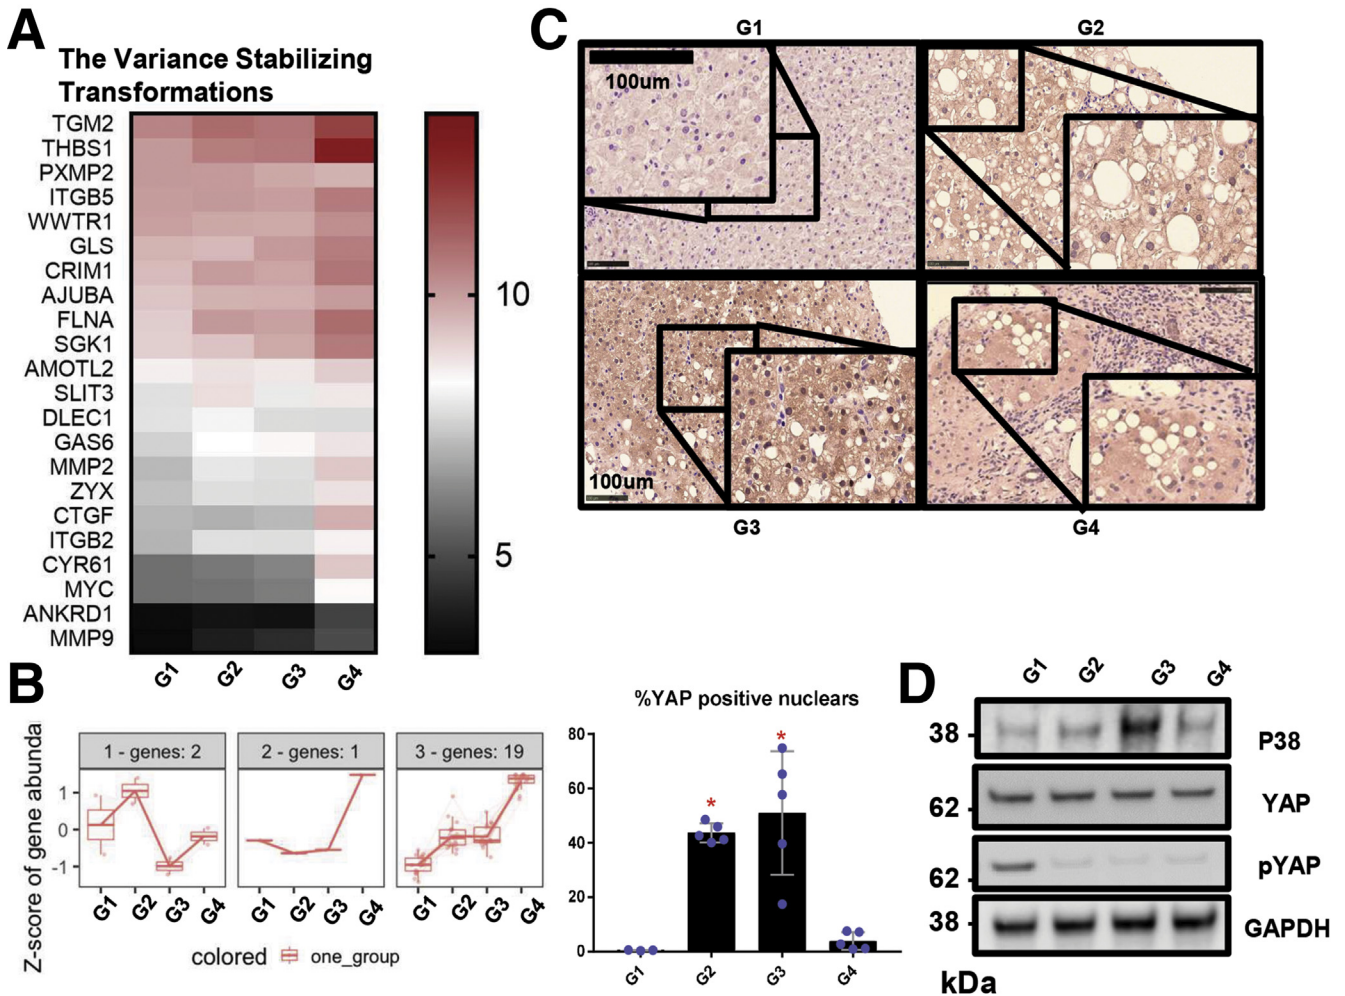 A
The Variance Stabilizing
Transformations
TGM2
THBS1
PXMP2
ITGB5
WWTR1
GLS
CRIM1
AJUBA
FLNA
SGK1
AMOTL2
SLIT3
DLEC1
GAS6
MMP2
ZYX
CTGF
ITGB2
CYR61
MYC
ANKRD1
MMP9
G1 G2 G3 G4
10
5
C
G1 G2
100um
100um
G3 G4
B
Z-score of gene abunda
1 - genes: 2
2 - genes: 1
3 - genes: 19
1
0
-1
G1 G2 G3 G4
G1 G2 G3 G4
G1 G2 G3 G4
colored one_group
%YAP positive nuclears
80
60
40
20
0
G1 G2 G3 G4
* *
D
G1 G2 G3 G4
38 P38
62 YAP
62 pYAP
38 GAPDH
kDa